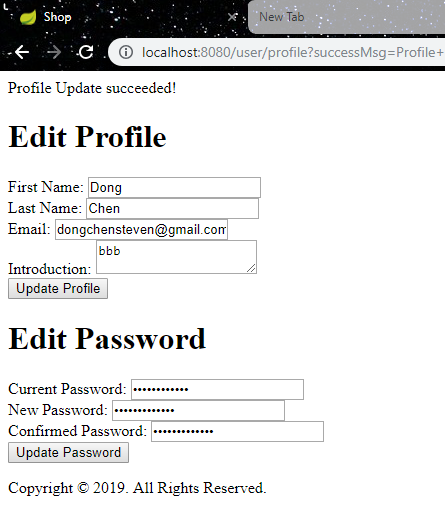 Shop
New Tab
localhost:8080/user/profile?successMsg=Profile+
Profile Update succeeded!
Edit Profile
First Name: Dong
Last Name: Chen
Email: dongchensteven@gmail.com
bbb
Introduction:
Update Profile
Edit Password
Current Password: ••••••••••••
New Password: •••••••••••••
Confirmed Password: •••••••••••••
Update Password
Copyright © 2019. All Rights Reserved.